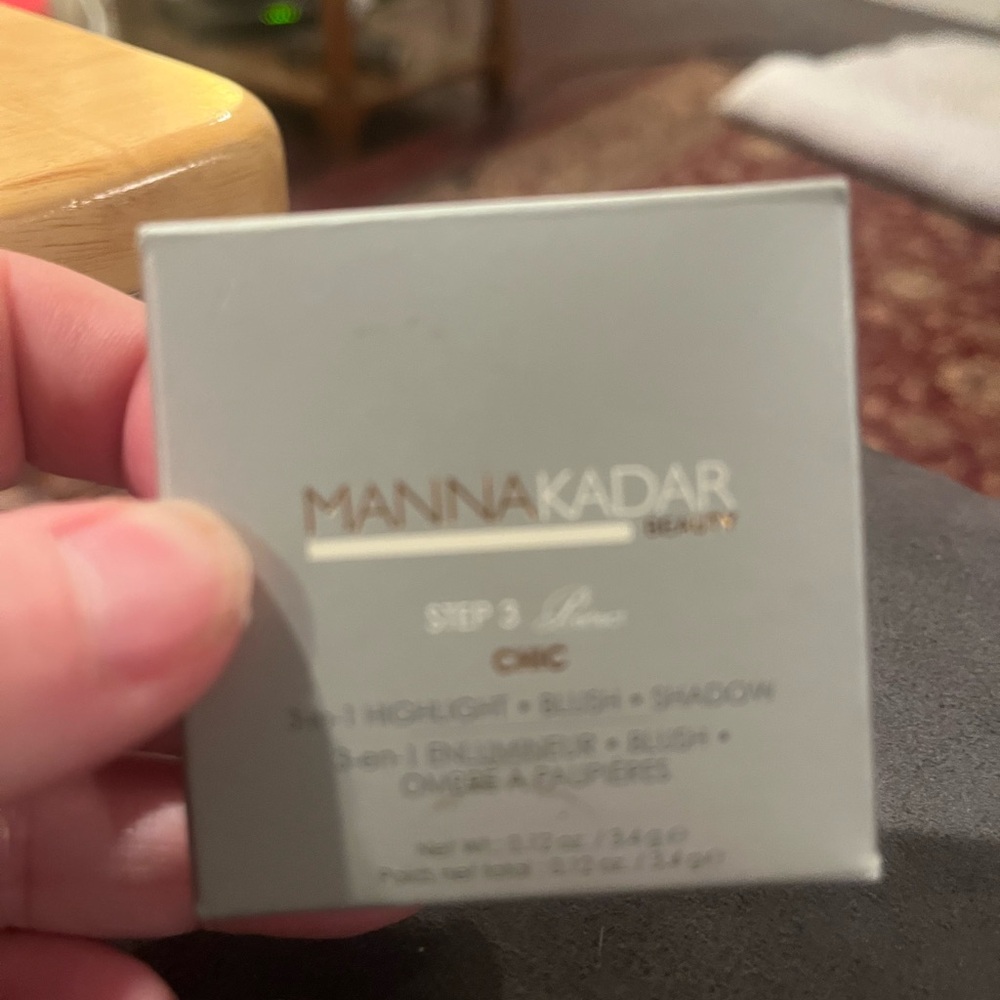 MANNAKADAR
BEAUTY
STEP 3
CHIC
3-in-1 HIGHLIGHT • BLUSH • SHADOW
3-en-1 ENLUMINEUR • BLUSH •
OMBRE A PAUPIÈRES
Net Wt.: 0.12 oz. / 3.4 g
Poids net total : 0.12 oz. / 3.4 g